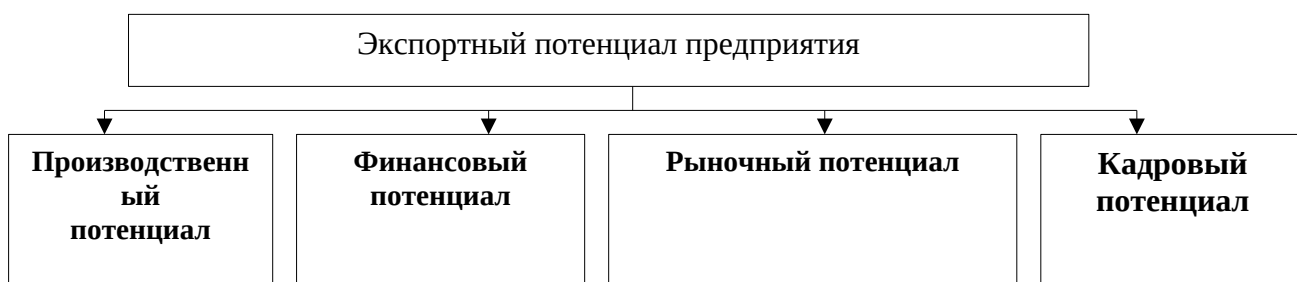 Экспортный потенциал предприятия
Производственн
ый
потенциал
Финансовый
потенциал
Рыночный потенциал
Кадровый
потенциал